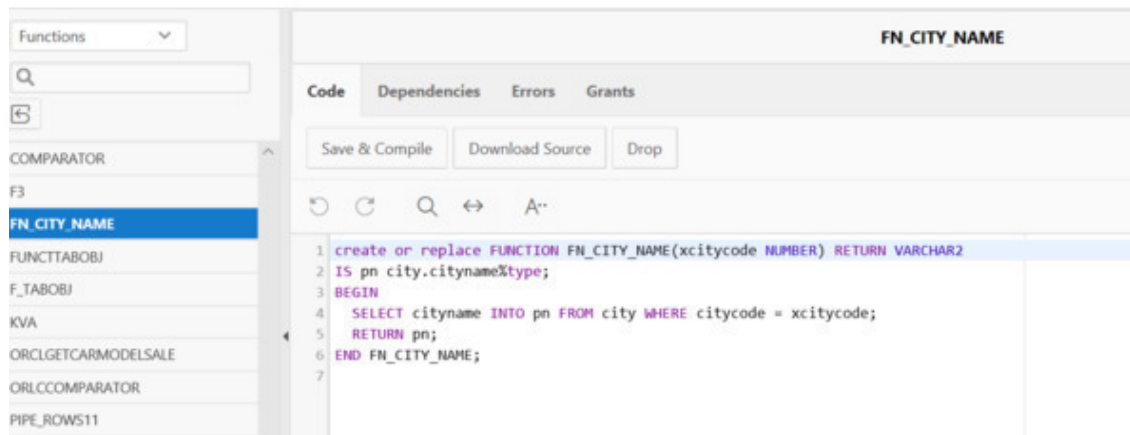 Functions
FN_CITY_NAME
Code Dependencies Errors Grants
Save & Compile Download Source Drop
A
COMPARATOR
F3
FN_CITY_NAME
FUNCTTABOBJ
F_TABOBJ
KVA
ORCLGETCARMODELSALE
ORLCCOMPARATOR
PIPE_ROWS11
1 create or replace FUNCTION FN_CITY_NAME(xcitycode NUMBER) RETURN VARCHAR2
2 IS pn city.cityname%type;
3 BEGIN
4 SELECT cityname INTO pn FROM city WHERE citycode = xcitycode;
5 RETURN pn;
6 END FN_CITY_NAME;
7